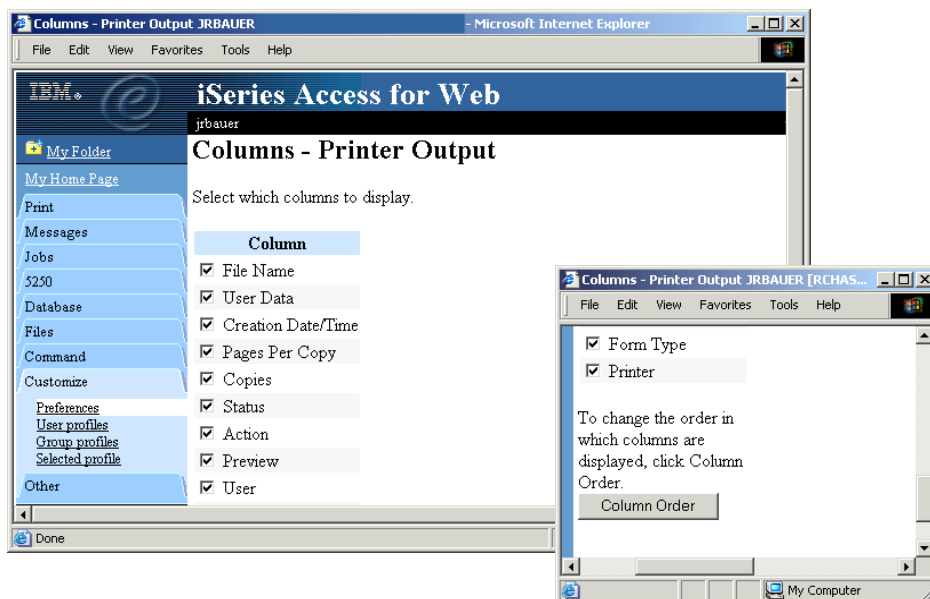 Columns - Printer Output JRBAUER - Microsoft Internet Explorer
File Edit View Favorites Tools Help
IBM
iSeries Access for Web
jrbauer
My Folder
My Home Page
Print
Messages
Jobs
5250
Database
Files
Command
Customize
Preferences
User profiles
Group profiles
Selected profile
Other
Columns - Printer Output
Select which columns to display.
Column
File Name
User Data
Creation Date/Time
Pages Per Copy
Copies
Status
Action
Preview
User
Done
Columns - Printer Output JRBAUER [RCHAS...
File Edit View Favorites Tools Help
Form Type
Printer
To change the order in
which columns are
displayed, click Column
Order.
Column Order
My Computer